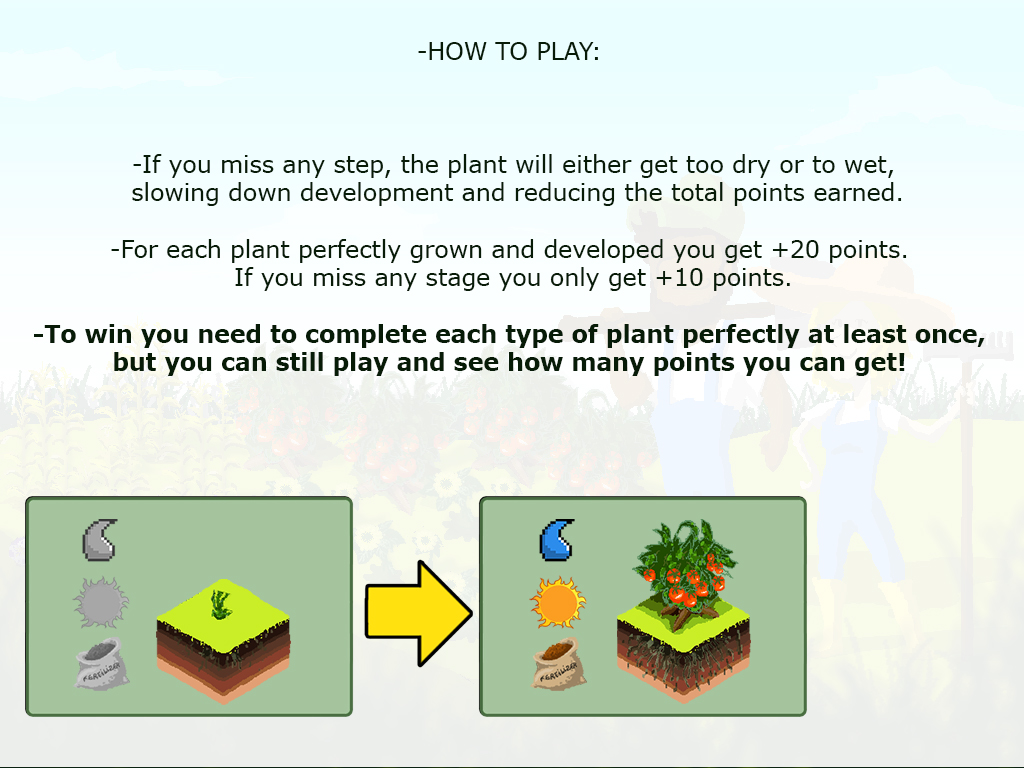 -HOW TO PLAY:
-If you miss any step, the plant will either get too dry or to wet,
slowing down development and reducing the total points earned.
-For each plant perfectly grown and developed you get +20 points.
If you miss any stage you only get +10 points.
-To win you need to complete each type of plant perfectly at least once,
but you can still play and see how many points you can get!
FERTILIZER
FERTILIZER